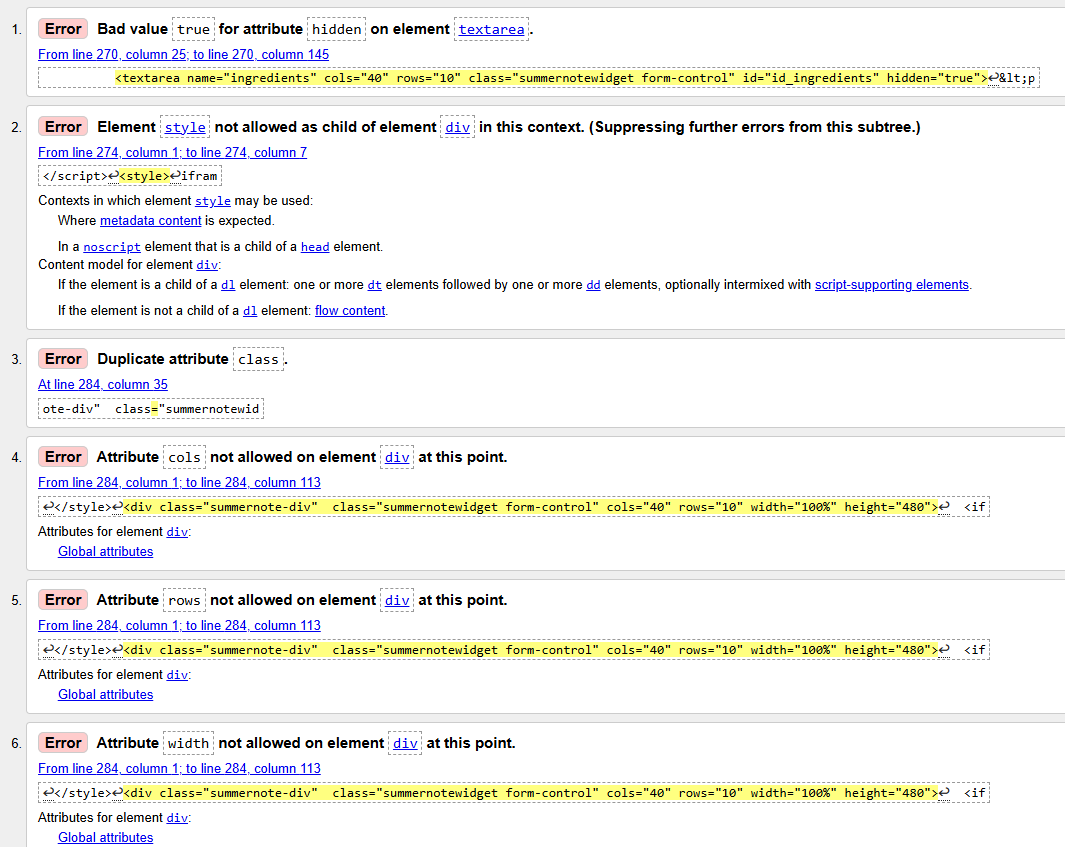 1. Error Bad value true for attribute hidden on element textarea.
From line 270, column 25; to line 270, column 145
<textarea name="ingredients" cols="40" rows="10" class="summernotewidget form-control" id="id_ingredients" hidden="true">↩&lt;p
2. Error Element style not allowed as child of element div in this context. (Suppressing further errors from this subtree.)
From line 274, column 1; to line 274, column 7
</script>↩<style>↩ifram
Contexts in which element style may be used:
Where metadata content is expected.
In a noscript element that is a child of a head element.
Content model for element div:
If the element is a child of a dl element: one or more dt elements followed by one or more dd elements, optionally intermixed with script-supporting elements.
If the element is not a child of a dl element: flow content.
3. Error Duplicate attribute class.
At line 284, column 35
ote-div"  class="summernotewid
4. Error Attribute cols not allowed on element div at this point.
From line 284, column 1; to line 284, column 113
↩</style>↩<div class="summernote-div"  class="summernotewidget form-control" cols="40" rows="10" width="100%" height="480">↩  <if
Attributes for element div:
Global attributes
5. Error Attribute rows not allowed on element div at this point.
From line 284, column 1; to line 284, column 113
↩</style>↩<div class="summernote-div"  class="summernotewidget form-control" cols="40" rows="10" width="100%" height="480">↩  <if
Attributes for element div:
Global attributes
6. Error Attribute width not allowed on element div at this point.
From line 284, column 1; to line 284, column 113
↩</style>↩<div class="summernote-div"  class="summernotewidget form-control" cols="40" rows="10" width="100%" height="480">↩  <if
Attributes for element div:
Global attributes